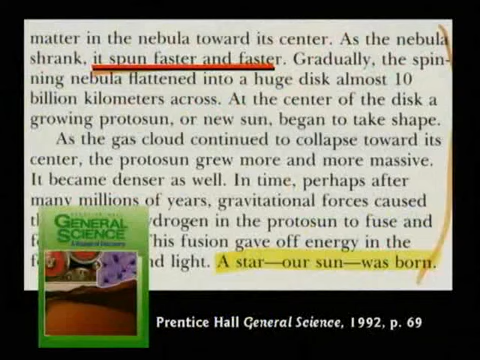 matter in the nebula toward its center. As the nebula
shrank, it spun faster and faster. Gradually, the spin-
ning nebula flattened into a huge disk almost 10
billion kilometers across. At the center of the disk a
growing protosun, or new sun, began to take shape.
As the gas cloud continued to collapse toward its
center, the protosun grew more and more massive.
It became denser as well. In time, perhaps after
many millions of years, gravitational forces caused
ydrogen in the protosun to fuse and
his fusion gave off energy in the
nd light. A star—our sun—was born.
GENERAL
SCIENCE
A Voyage of Discovery
Prentice Hall General Science, 1992, p. 69